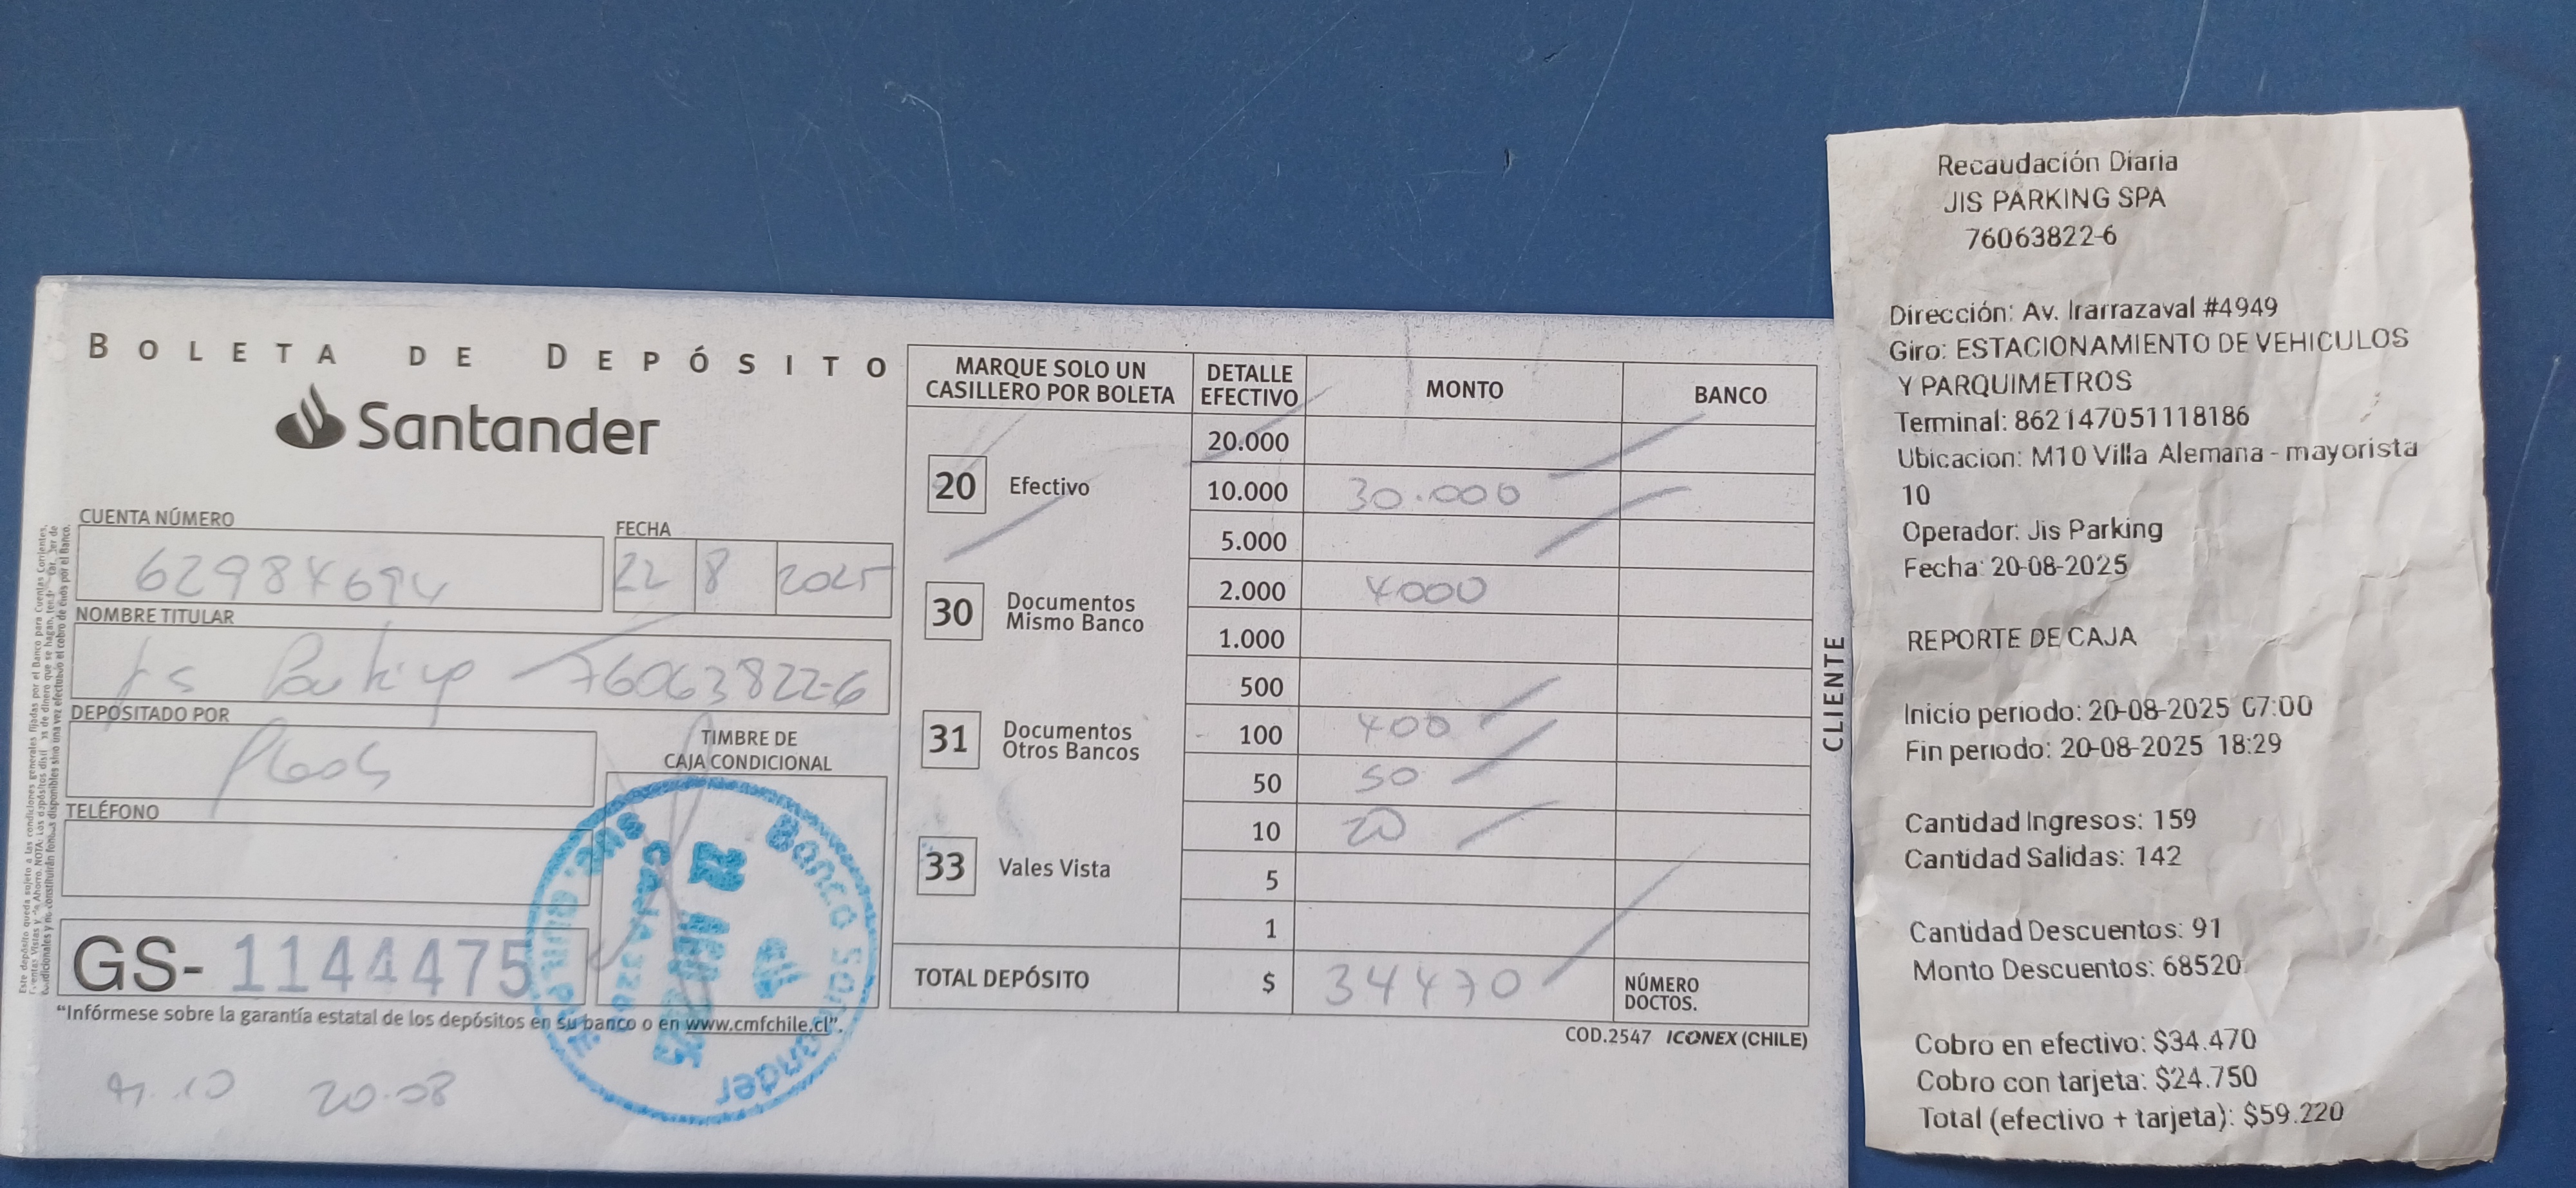 BOLETA DE DEPÓSITO
Santander
CUENTA NÚMERO
62984694
FECHA
22 8 2025
NOMBRE TITULAR
Jis Parking 76063822-6
DEPOSITADO POR
TIMBRE DE
CAJA CONDICIONAL
TELÉFONO
GS- 1144475
"Infórmese sobre la garantía estatal de los depósitos en su banco o en www.cmfchile.cl".
M.10 20.08
Banco Santander
22
CAJA
MARQUE SOLO UN
CASILLERO POR BOLETA
DETALLE
EFECTIVO
MONTO
BANCO
20 Efectivo
30 Documentos
Mismo Banco
31 Documentos
Otros Bancos
33 Vales Vista
20.000
10.000 30.000
5.000
2.000 4000
1.000
500
100 400
50 50
10 20
5
1
TOTAL DEPÓSITO $ 34470
NÚMERO
DOCTOS.
COD.2547 ICONEX (CHILE)
CLIENTE
Recaudación Diaria
JIS PARKING SPA
76063822-6
Dirección: Av. Irarrazaval #4949
Giro: ESTACIONAMIENTO DE VEHICULOS
Y PARQUIMETROS
Terminal: 862147051118186
Ubicacion: M10 Villa Alemana - mayorista
10
Operador: Jis Parking
Fecha: 20-08-2025
REPORTE DE CAJA
Inicio periodo: 20-08-2025 07:00
Fin periodo: 20-08-2025 18:29
Cantidad Ingresos: 159
Cantidad Salidas: 142
Cantidad Descuentos: 91
Monto Descuentos: 68520
Cobro en efectivo: $34.470
Cobro con tarjeta: $24.750
Total (efectivo + tarjeta): $59.220